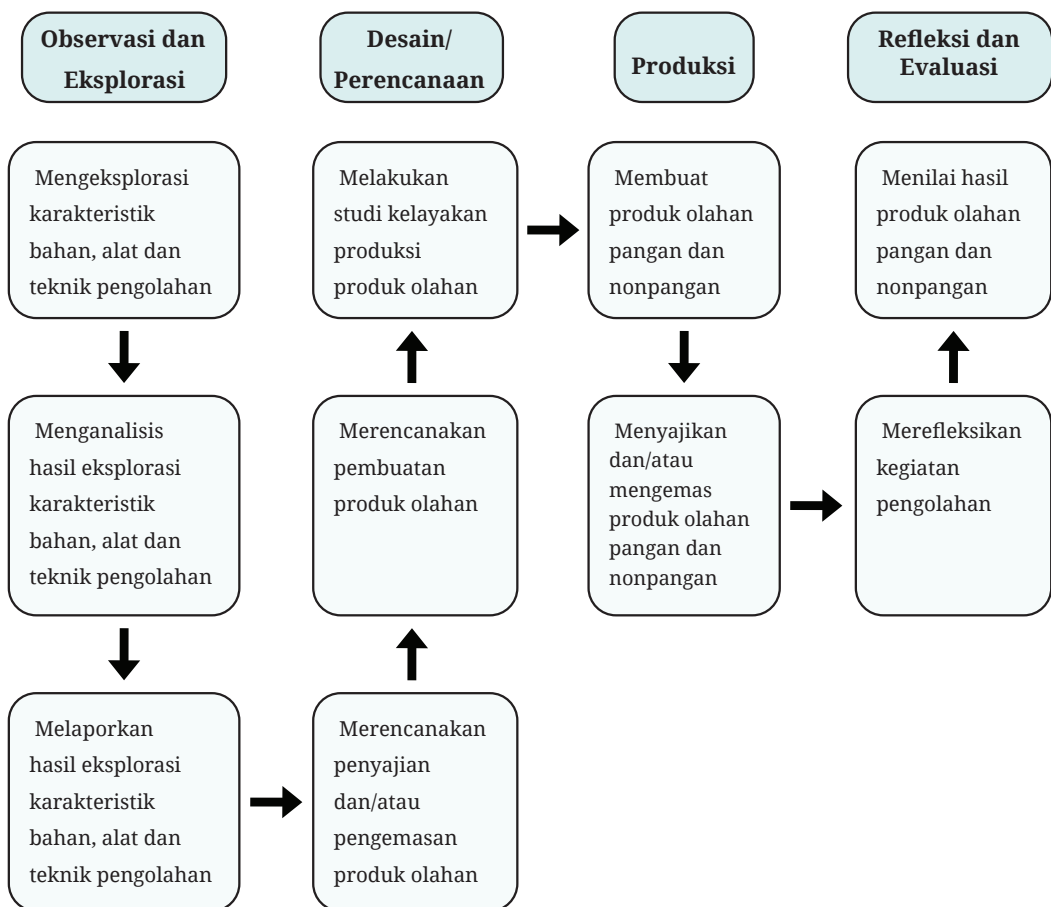 Observasi dan
Eksplorasi
Desain/
Perencanaan
Produksi
Refleksi dan
Evaluasi
Mengeksplorasi
karakteristik
bahan, alat dan
teknik pengolahan
Melakukan
studi kelayakan
produksi
produk olahan
Membuat
produk olahan
pangan dan
nonpangan
Menilai hasil
produk olahan
pangan dan
nonpangan
Menganalisis
hasil eksplorasi
karakteristik
bahan, alat dan
teknik pengolahan
Merencanakan
pembuatan
produk olahan
Menyajikan
dan/atau
mengemas
produk olahan
pangan dan
nonpangan
Merefleksikan
kegiatan
pengolahan
Melaporkan
hasil eksplorasi
karakteristik
bahan, alat dan
teknik pengolahan
Merencanakan
penyajian
dan/atau
pengemasan
produk olahan